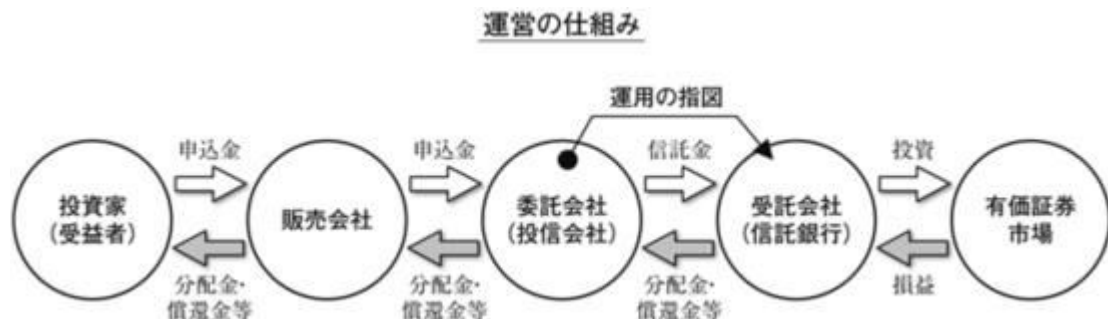 運営の仕組み
運用の指図
申込金
申込金
信託金
投資
投資家
(受益者)
販売会社
委託会社
(投信会社)
受託会社
(信託銀行)
有価証券
市場
分配金・
償還金等
分配金・
償還金等
分配金・
償還金等
損益